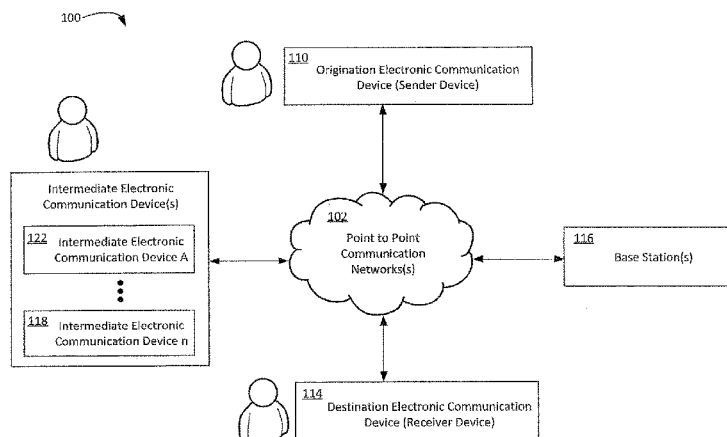 100
110 Origination Electronic Communication
Device (Sender Device)
Intermediate Electronic
Communication Device(s)
122 Intermediate Electronic
Communication Device A
118 Intermediate Electronic
Communication Device n
102
Point to Point
Communication
Networks(s)
116
Base Station(s)
114 Destination Electronic Communication
Device (Receiver Device)